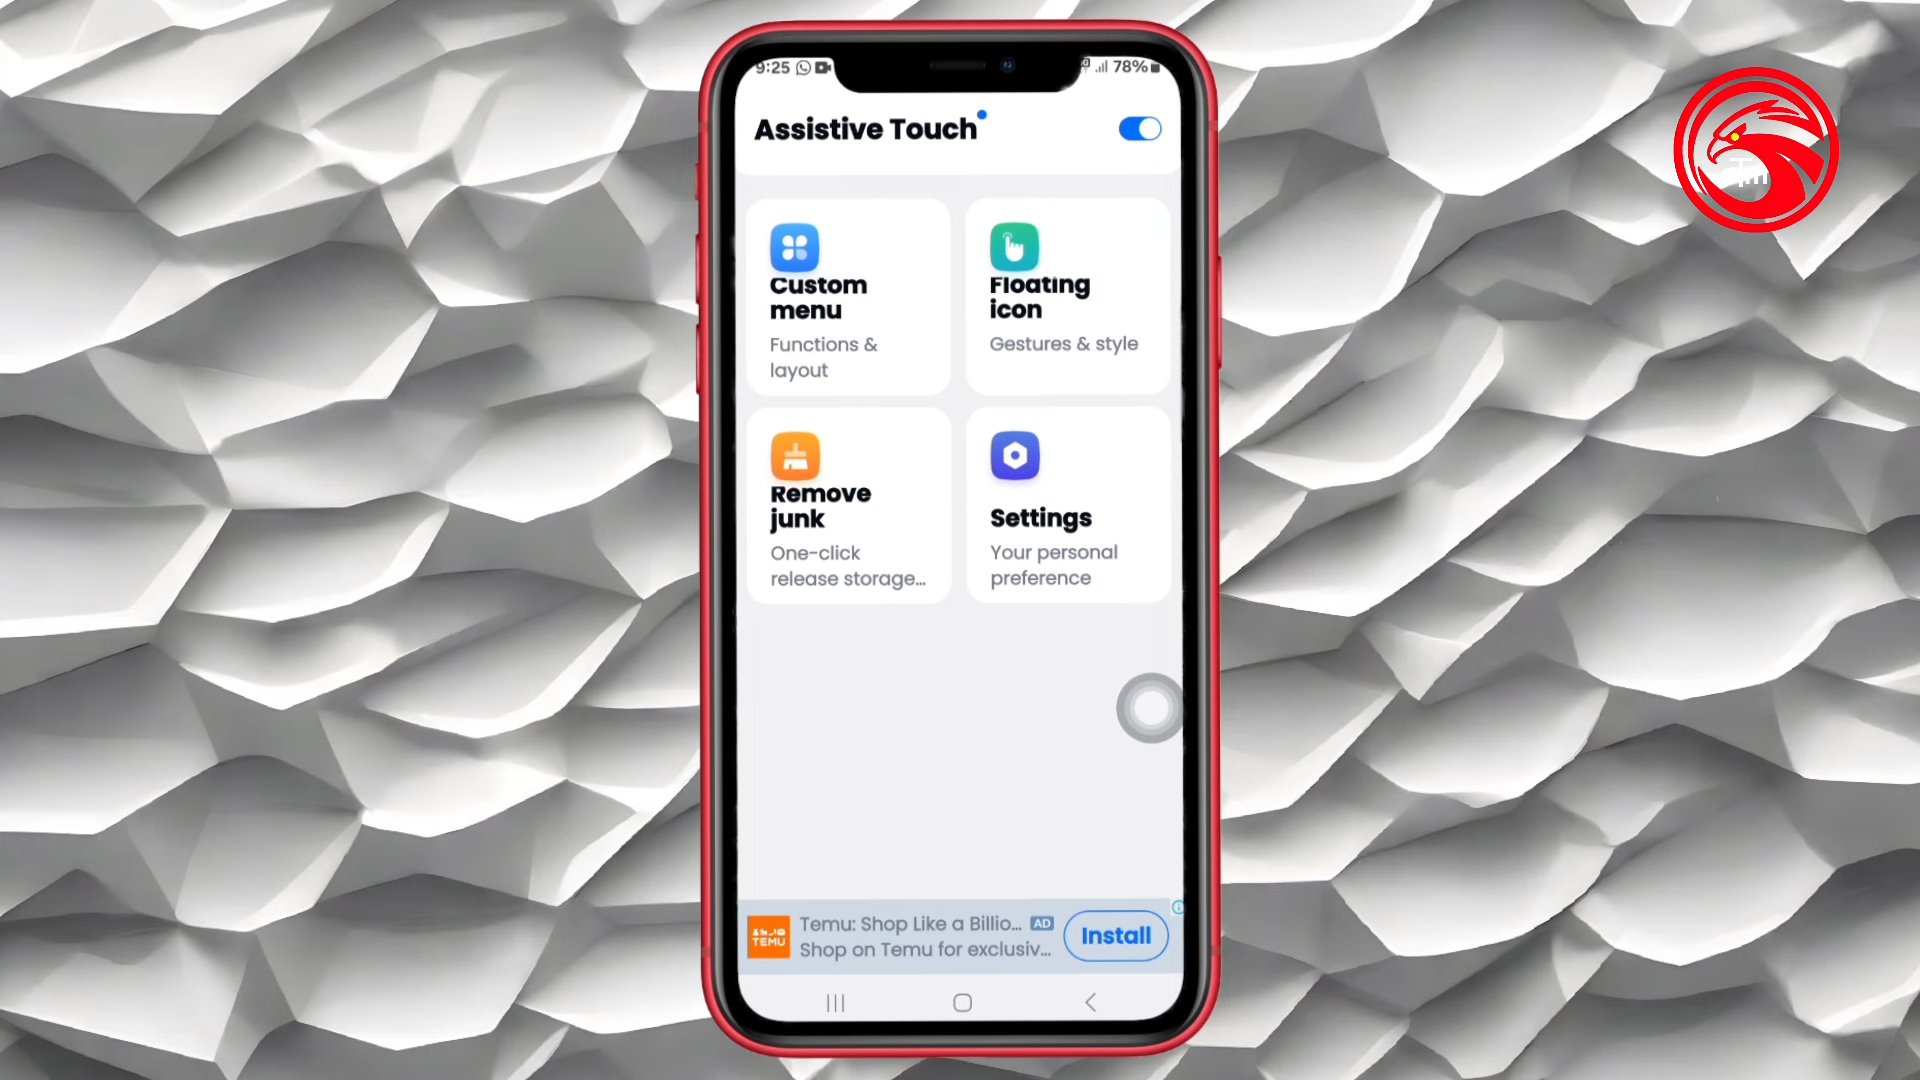 9:25
78%
Assistive Touch
Custom
menu
Functions &
layout
Floating
icon
Gestures & style
Remove
junk
One-click
release storage...
Settings
Your personal
preference
TEMU
Temu: Shop Like a Billio... AD
Shop on Temu for exclusiv...
Install